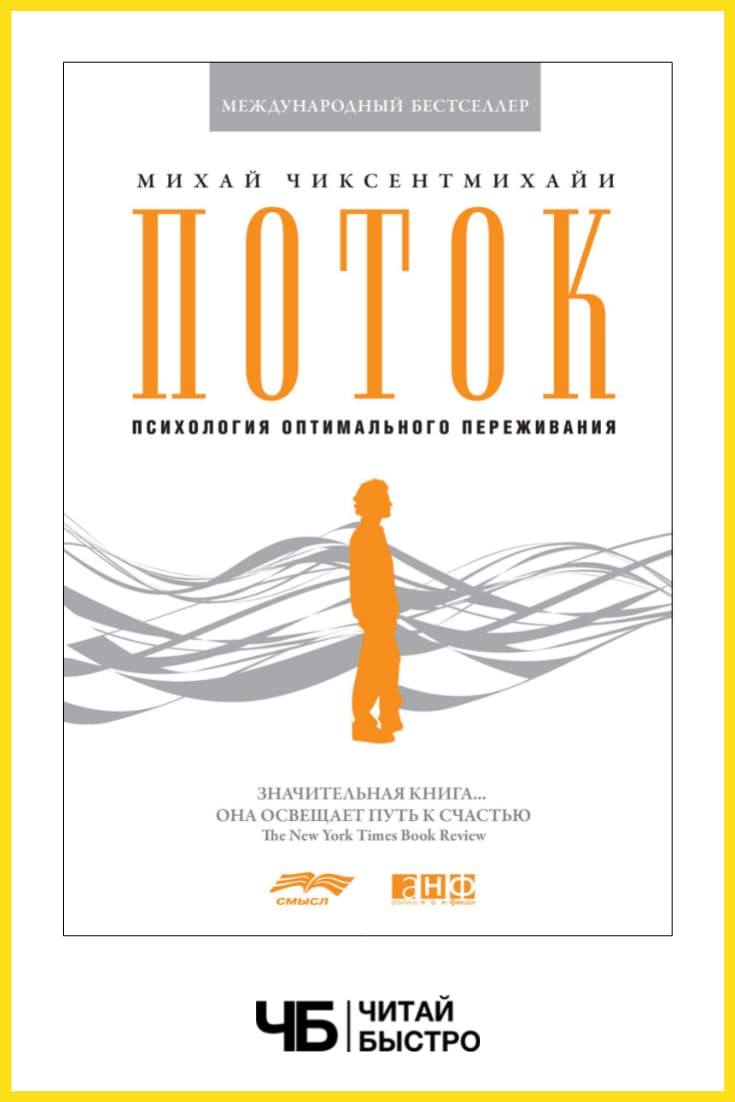 МЕЖДУНАРОДНЫЙ БЕСТСЕЛЛЕР
МИХАЙ ЧИКСЕНТМИХАЙИ
ПОТОК
ПСИХОЛОГИЯ ОПТИМАЛЬНОГО ПЕРЕЖИВАНИЯ
ЗНАЧИТЕЛЬНАЯ КНИГА...
ОНА ОСВЕЩАЕТ ПУТЬ К СЧАСТЬЮ
The New York Times Book Review
СМЫСЛ
АНФ
ЧБ
ЧИТАЙ
БЫСТРО